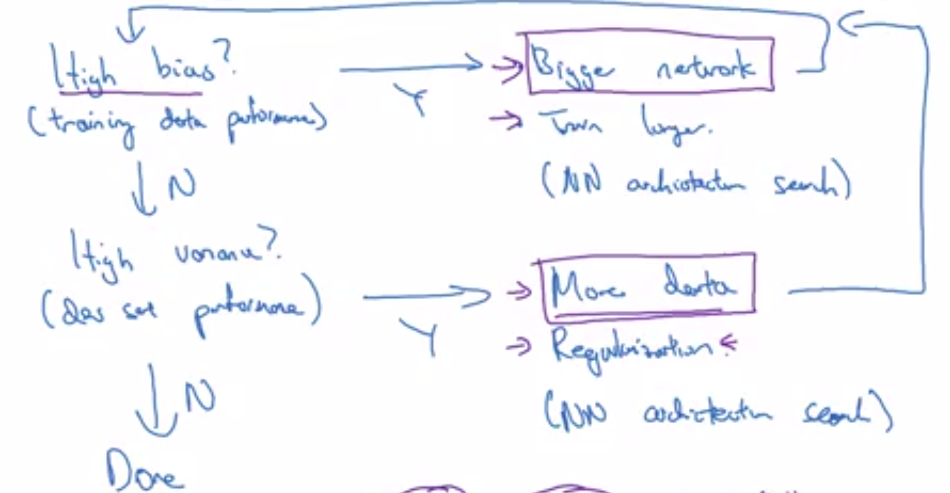 High bias?
(training data performance)
Y
Bigger network
Train longer.
(NN architecture search)
N
High variance?
(dev set performance)
Y
More data
Regularization.
(NN architecture search)
N
Done